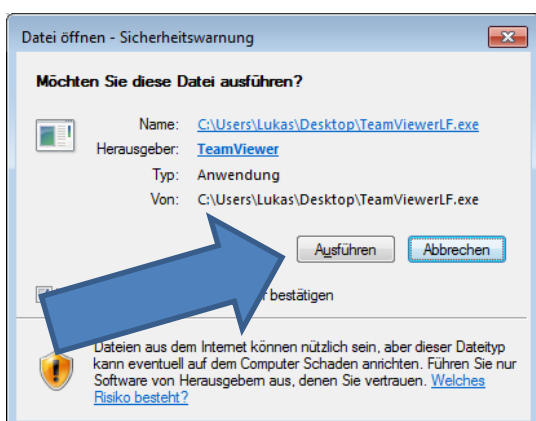 Datei öffnen - Sicherheitswarnung
Möchten Sie diese Datei ausführen?
Name: C:\Users\Lukas\Desktop\TeamViewerLF.exe
Herausgeber: TeamViewer
Typ: Anwendung
Von: C:\Users\Lukas\Desktop\TeamViewerLF.exe
Ausführen Abbrechen
bestätigen
Dateien aus dem Internet können nützlich sein, aber dieser Dateityp
kann eventuell auf dem Computer Schaden anrichten. Führen Sie nur
Software von Herausgebern aus, denen Sie vertrauen. Welches
Risiko besteht?